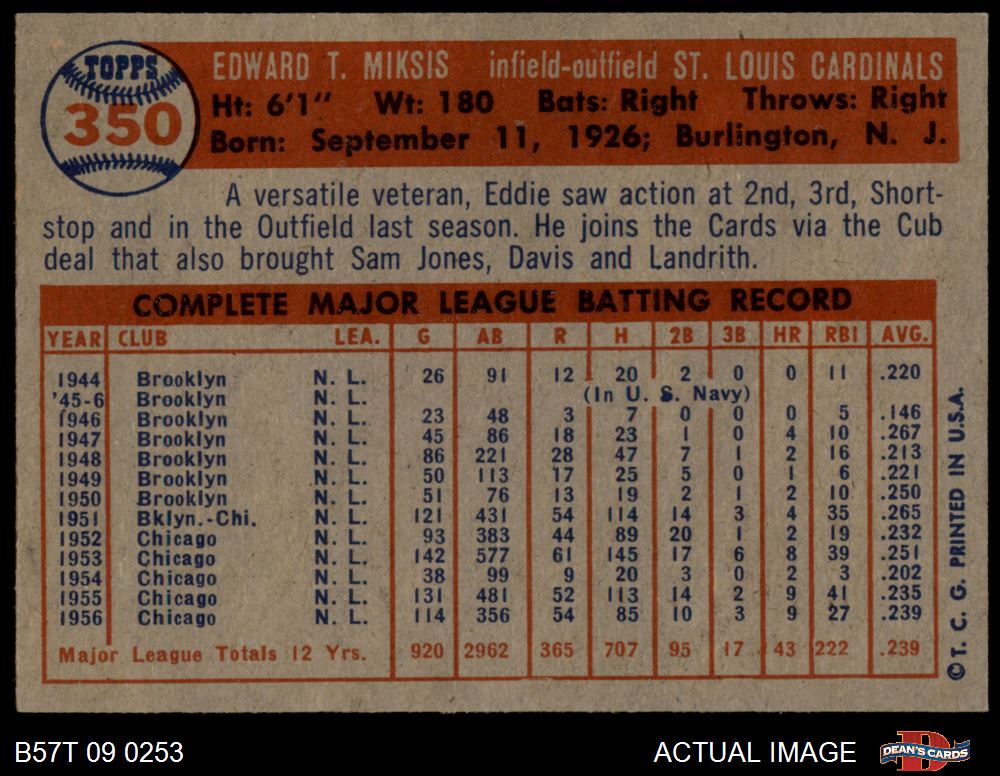 TOPPS
350
EDWARD T. MIKSIS infield-outfield ST. LOUIS CARDINALS
Ht: 6'1" Wt: 180 Bats: Right Throws: Right
Born: September 11, 1926; Burlington, N. J.
A versatile veteran, Eddie saw action at 2nd, 3rd, Short-
stop and in the Outfield last season. He joins the Cards via the Cub
deal that also brought Sam Jones, Davis and Landrith.
COMPLETE MAJOR LEAGUE BATTING RECORD
YEAR CLUB LEA. G AB R H 2B 3B HR RBI AVG.
1944 Brooklyn N. L. 26 91 12 20 2 0 0 11 .220
'45-6 Brooklyn N. L. (In U. S. Navy)
1946 Brooklyn N. L. 23 48 3 7 0 0 0 5 .146
1947 Brooklyn N. L. 45 86 18 23 1 0 4 10 .267
1948 Brooklyn N. L. 86 221 28 47 7 1 2 16 .213
1949 Brooklyn N. L. 50 113 17 25 5 0 1 6 .221
1950 Brooklyn N. L. 51 76 13 19 2 1 2 10 .250
1951 Bklyn.-Chi. N. L. 121 431 54 114 14 3 4 35 .265
1952 Chicago N. L. 93 383 44 89 20 1 2 19 .232
1953 Chicago N. L. 142 577 61 145 17 6 8 39 .251
1954 Chicago N. L. 38 99 9 20 3 0 2 3 .202
1955 Chicago N. L. 131 481 52 113 14 2 9 41 .235
1956 Chicago N. L. 114 356 54 85 10 3 9 27 .239
Major League Totals 12 Yrs. 920 2962 365 707 95 17 43 222 .239
©T. C. G. PRINTED IN U.S.A.
B57T 09 0253
ACTUAL IMAGE
D
DEAN'S CARDS